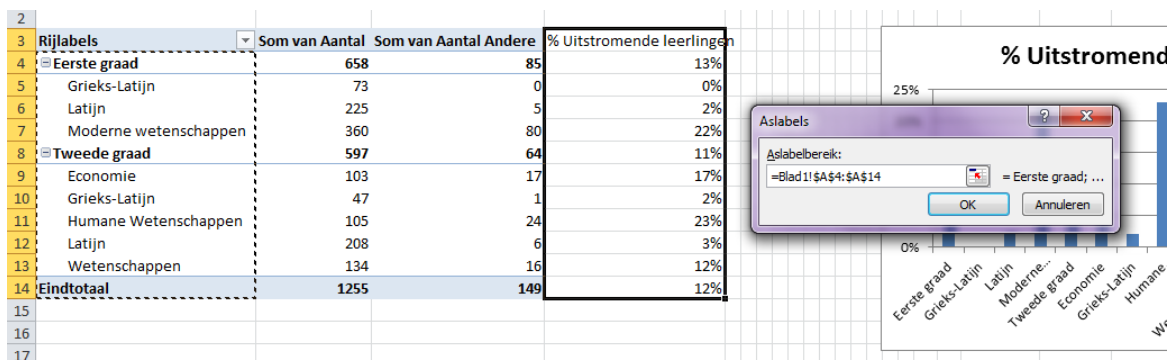 2
3 Rijlabels Som van Aantal Som van Aantal Andere % Uitstromende leerlingen
4 Eerste graad 658 85 13%
5 Grieks-Latijn 73 0 0%
6 Latijn 225 5 2%
7 Moderne wetenschappen 360 80 22%
8 Tweede graad 597 64 11%
9 Economie 103 17 17%
10 Grieks-Latijn 47 1 2%
11 Humane Wetenschappen 105 24 23%
12 Latijn 208 6 3%
13 Wetenschappen 134 16 12%
14 Eindtotaal 1255 149 12%
15
16
17
% Uitstromend
25%
0%
Eerste graad
Grieks-Latijn
Latijn
Moderne...
Tweede graad
Economie
Grieks-Latijn
Humane
Aslabels
?
Aslabelbereik:
=Blad1!$A$4:$A$14 = Eerste graad; ...
OK Annuleren